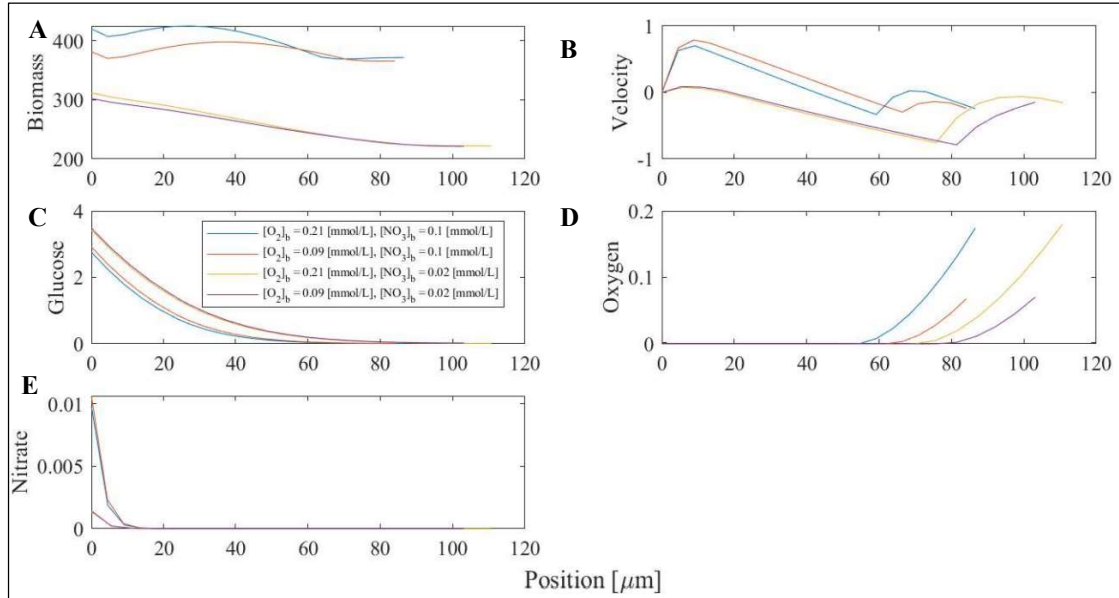 A
B
400
300
200
Biomass
0 20 40 60 80 100 120
1
0
-1
Velocity
0 20 40 60 80 100 120
C
D
4
2
0
Glucose
[O2]b = 0.21 [mmol/L], [NO3]b = 0.1 [mmol/L]
[O2]b = 0.09 [mmol/L], [NO3]b = 0.1 [mmol/L]
[O2]b = 0.21 [mmol/L], [NO3]b = 0.02 [mmol/L]
[O2]b = 0.09 [mmol/L], [NO3]b = 0.02 [mmol/L]
0 20 40 60 80 100 120
0.2
0.1
0
Oxygen
0 20 40 60 80 100 120
E
0.01
0.005
0
Nitrate
0 20 40 60 80 100 120
Position [μm]